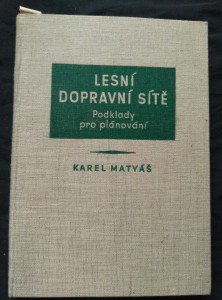 LESNÍ
DOPRAVNÍ SÍTĚ
Podklady
pro plánování
KAREL MATYÁŠ